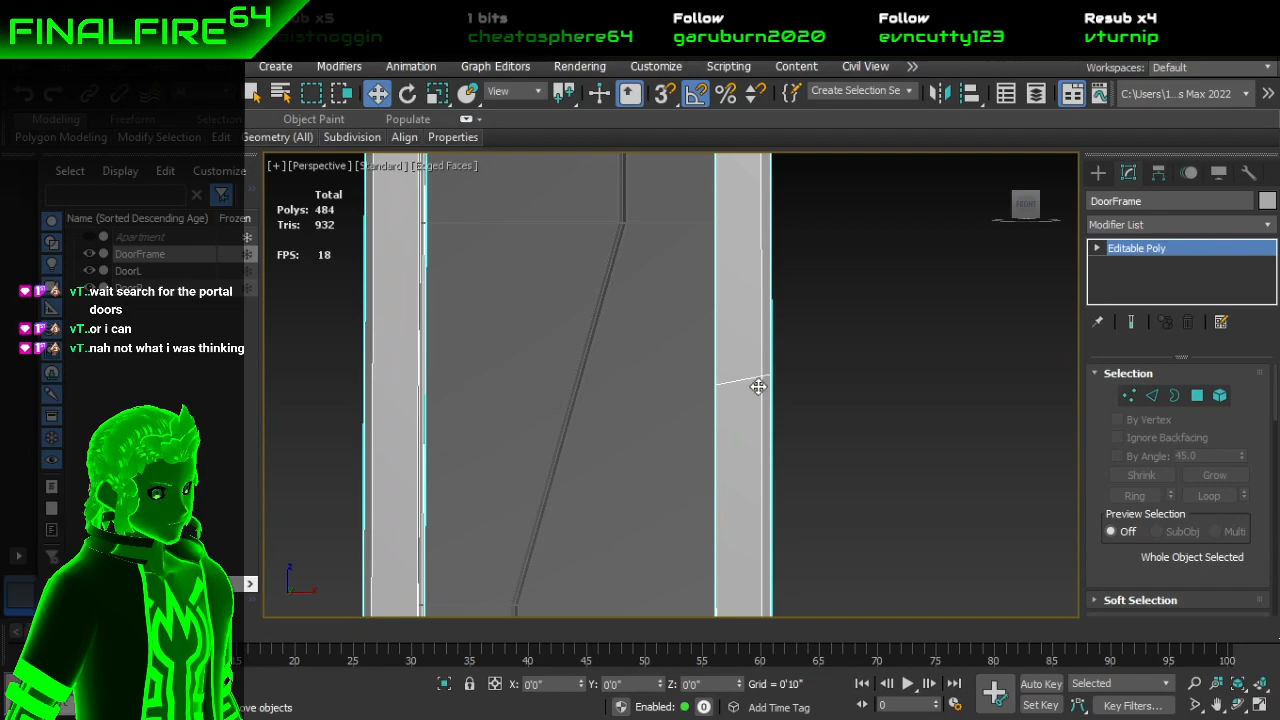 FINALFIRE64
Resub x5
1 bits
cheatosphere64
Follow
garuburn2020
Follow
evncutty123
Resub x4
vturnip
Create Modifiers Animation Graph Editors Rendering Customize Scripting Content Civil View
Workspaces: Default
View
Create Selection Se
C:\Users\1...s Max 2022
Modeling Freeform Object Paint Populate
Polygon Modeling Modify Selection Edit Geometry (All) Subdivision Align Properties
Select Display Edit Customize
Name (Sorted Descending Age) Frozen
Apartment
DoorFrame
DoorL
[+][Perspective][Standard][Edged Faces]
Total
Polys: 484
Tris: 932
FPS: 18
RIGHT
vT..wait search for the portal
doors
vT..or i can
vT..nah not what i was thinking
DoorFrame
Modifier List
Editable Poly
Selection
By Vertex
Ignore Backfacing
By Angle: 45.0
Shrink Grow
Ring Loop
Preview Selection
Off SubObj Multi
Whole Object Selected
Soft Selection
15 20 25 30 35 40 45 50 55 60 65 70 75 80 85 90 95 100
X: 0'0" Y: 0'0" Z: 0'0" Grid = 0'10"
Auto Key Selected
ove objects
Enabled: 0 Add Time Tag
0
Set Key Key Filters...